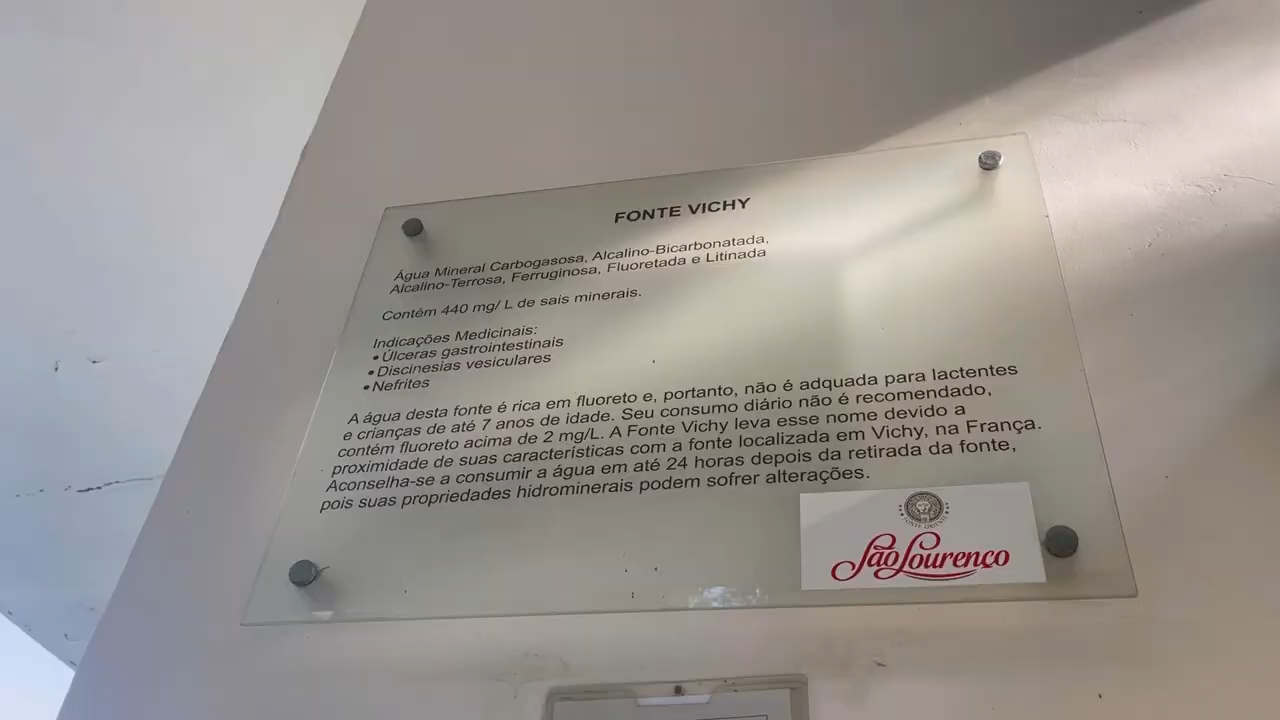 FONTE VICHY
Água Mineral Carbogasosa, Alcalino-Bicarbonatada,
Alcalino-Terrosa, Ferruginosa, Fluoretada e Litinada
Contém 440 mg/ L de sais minerais.
Indicações Medicinais:
• Úlceras gastrointestinais
• Discinesias vesiculares
• Nefrites
A água desta fonte é rica em fluoreto e, portanto, não é adquada para lactentes
e crianças de até 7 anos de idade. Seu consumo diário não é recomendado,
contém fluoreto acima de 2 mg/L. A Fonte Vichy leva esse nome devido a
proximidade de suas características com a fonte localizada em Vichy, na França.
Aconselha-se a consumir a água em até 24 horas depois da retirada da fonte,
pois suas propriedades hidrominerais podem sofrer alterações.
FONTE ORIENTE
São Lourenço